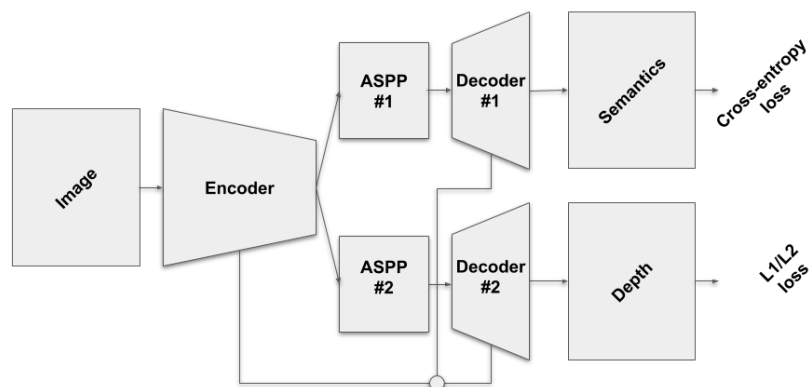 Image
Encoder
ASPP
#1
Decoder
#1
Semantics
Cross-entropy
loss
ASPP
#2
Decoder
#2
Depth
L1/L2
loss